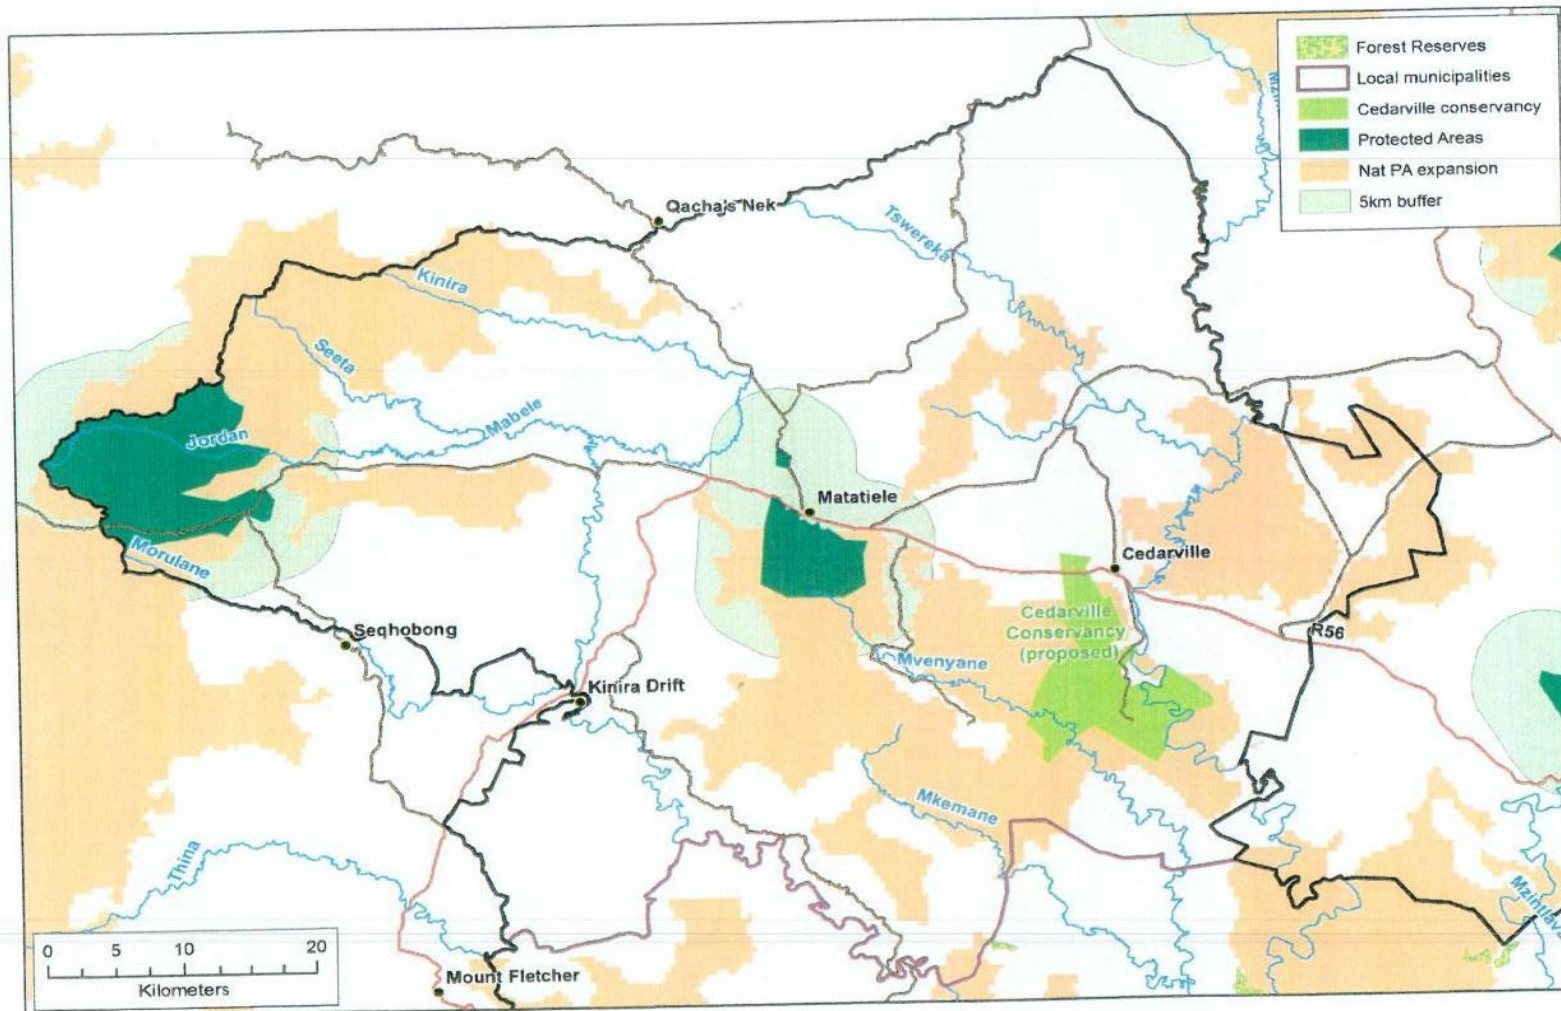 Forest Reserves
Local municipalities
Cedarville conservancy
Protected Areas
Nat PA expansion
5km buffer
Qacha's Nek
Tswereka
Kinira
Seeta
Mabele
Jordan
Matatiele
Morulane
Cedarville
Cedarville
Conservancy
(proposed)
Seqhobong
R56
Mvenyane
Kinira Drift
Mkemane
Thina
Mzintlava
0 5 10 20
Kilometers
Mount Fletcher